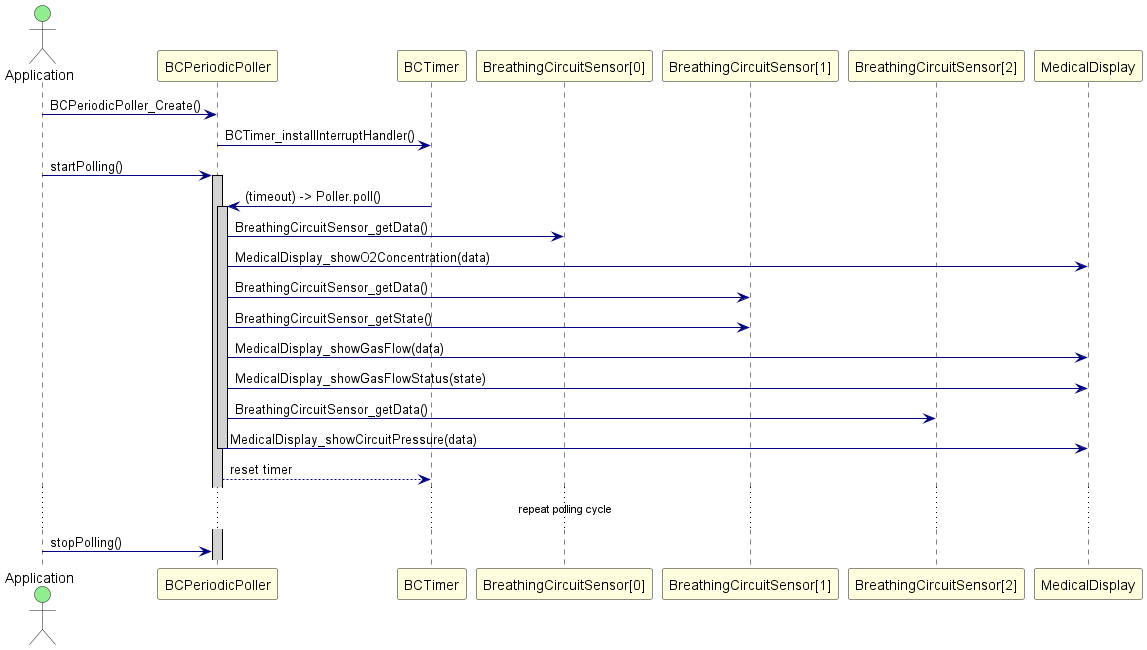 Application
BCPeriodicPoller
BCTimer
BreathingCircuitSensor[0]
BreathingCircuitSensor[1]
BreathingCircuitSensor[2]
MedicalDisplay
BCPeriodicPoller_Create()
BCTimer_installInterruptHandler()
startPolling()
(timeout) -> Poller.poll()
BreathingCircuitSensor_getData()
MedicalDisplay_showO2Concentration(data)
BreathingCircuitSensor_getData()
BreathingCircuitSensor_getState()
MedicalDisplay_showGasFlow(data)
MedicalDisplay_showGasFlowStatus(state)
BreathingCircuitSensor_getData()
MedicalDisplay_showCircuitPressure(data)
reset timer
repeat polling cycle
stopPolling()
Application
BCPeriodicPoller
BCTimer
BreathingCircuitSensor[0]
BreathingCircuitSensor[1]
BreathingCircuitSensor[2]
MedicalDisplay